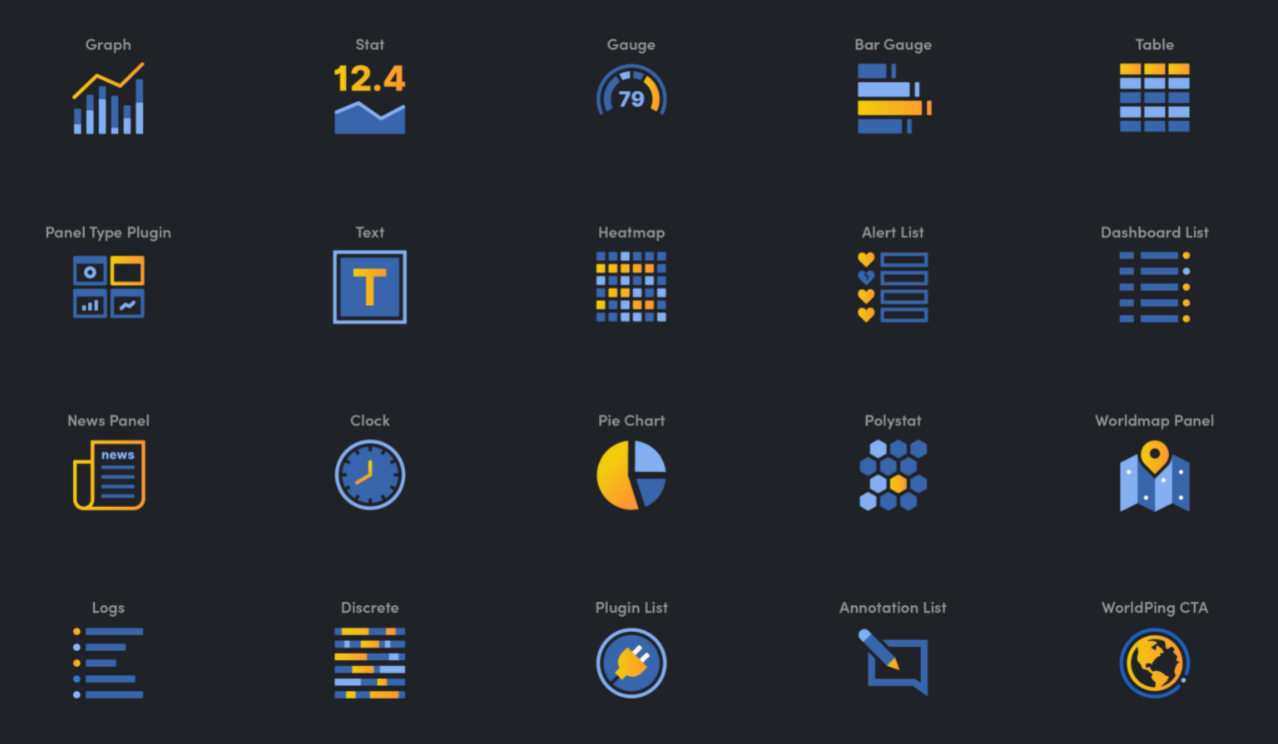 Graph
Stat
Gauge
Bar Gauge
Table
12.4
79
Panel Type Plugin
Text
Heatmap
Alert List
Dashboard List
T
News Panel
Clock
Pie Chart
Polystat
Worldmap Panel
news
Logs
Discrete
Plugin List
Annotation List
WorldPing CTA